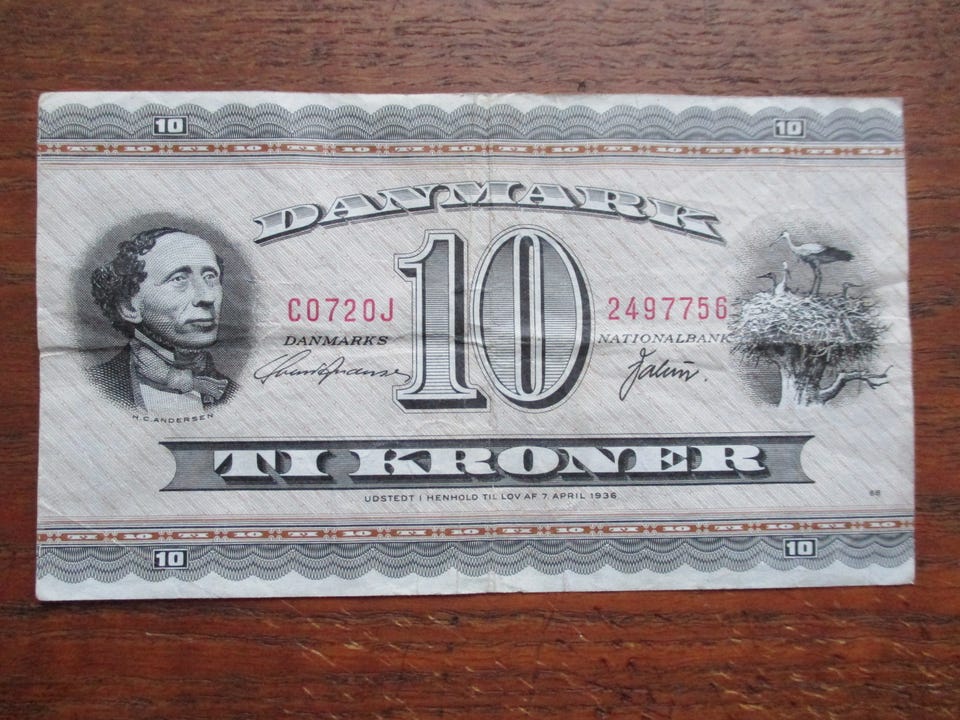 10 10
DANMARK
10
C0720J 2497756
DANMARKS NATIONALBANK
H.C.ANDERSEN
TI KRONER
UDSTEDT I HENHOLD TIL LOV AF 7. APRIL 1936
10 10